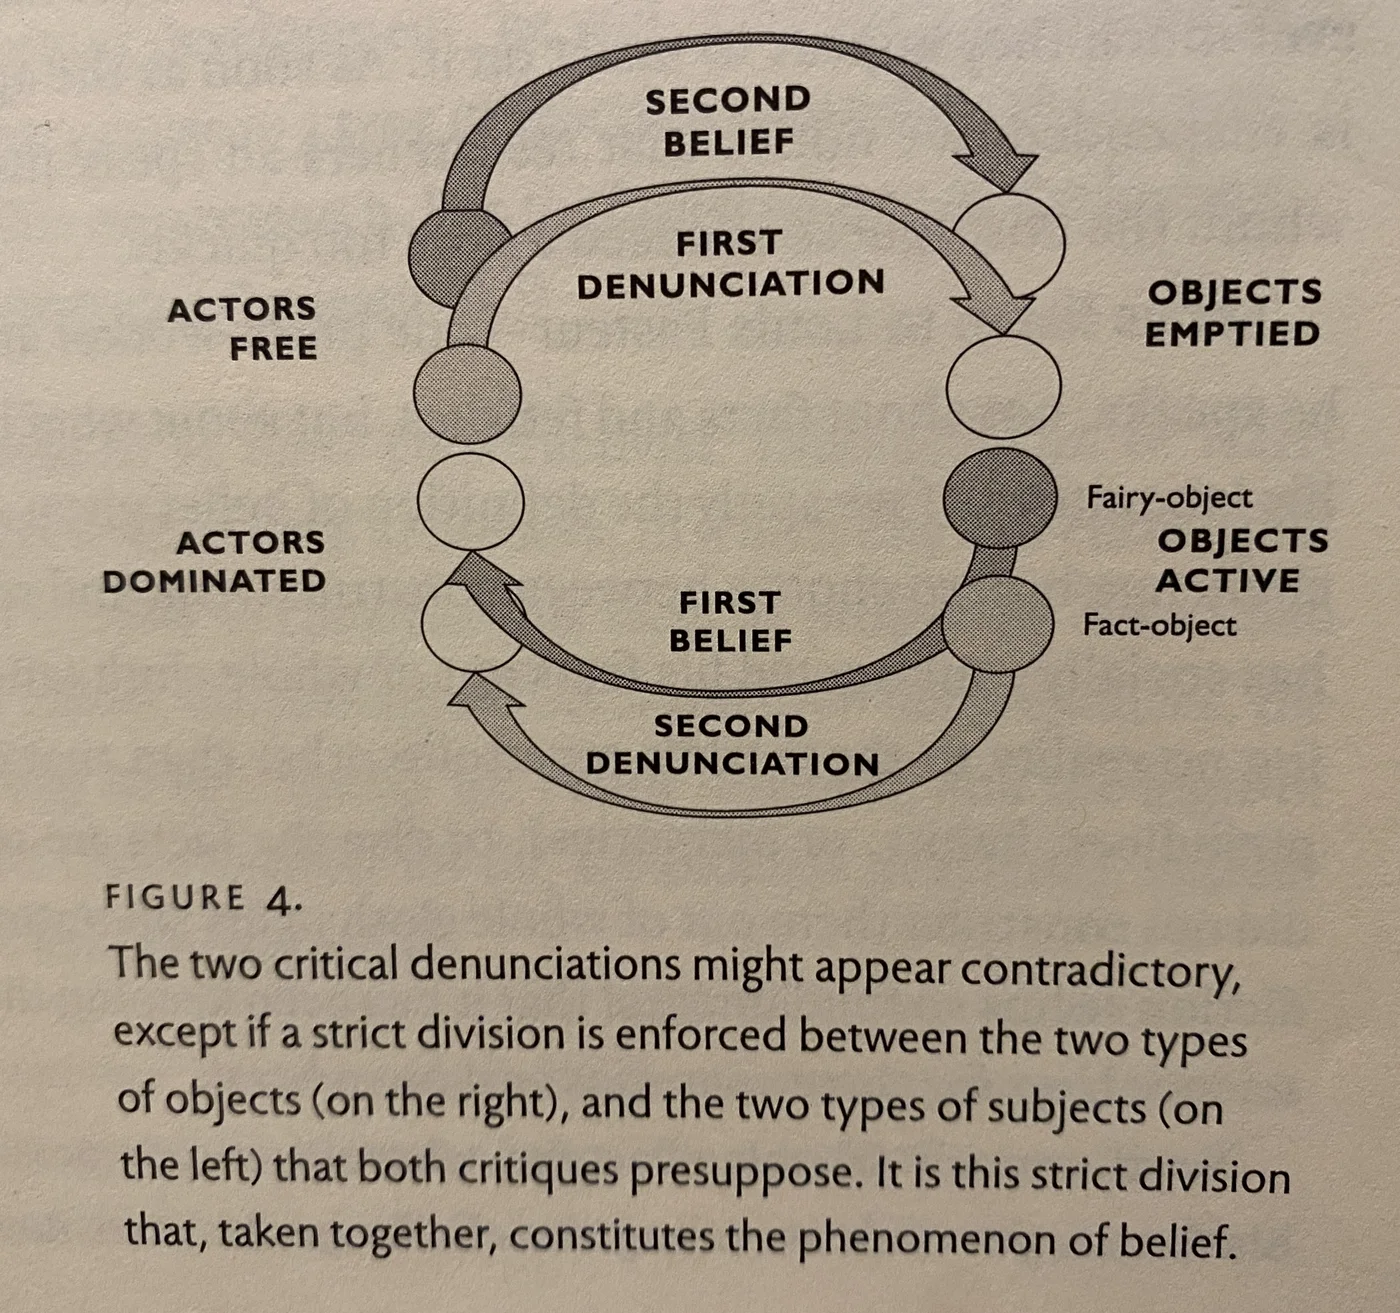 SECOND
BELIEF
FIRST
DENUNCIATION
ACTORS
FREE
OBJECTS
EMPTIED
Fairy-object
ACTORS
DOMINATED
OBJECTS
ACTIVE
Fact-object
FIRST
BELIEF
SECOND
DENUNCIATION
FIGURE 4.
The two critical denunciations might appear contradictory,
except if a strict division is enforced between the two types
of objects (on the right), and the two types of subjects (on
the left) that both critiques presuppose. It is this strict division
that, taken together, constitutes the phenomenon of belief.